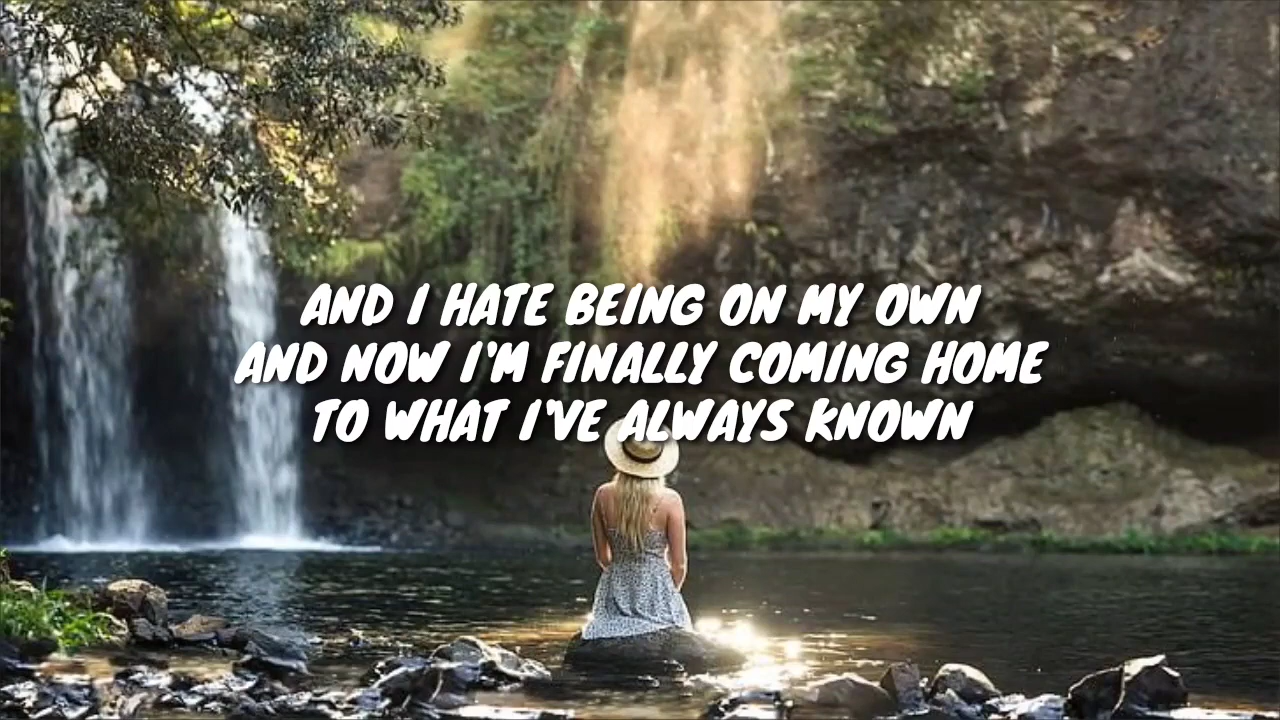 AND I HATE BEING ON MY OWN
AND NOW I'M FINALLY COMING HOME
TO WHAT I'VE ALWAYS KNOWN